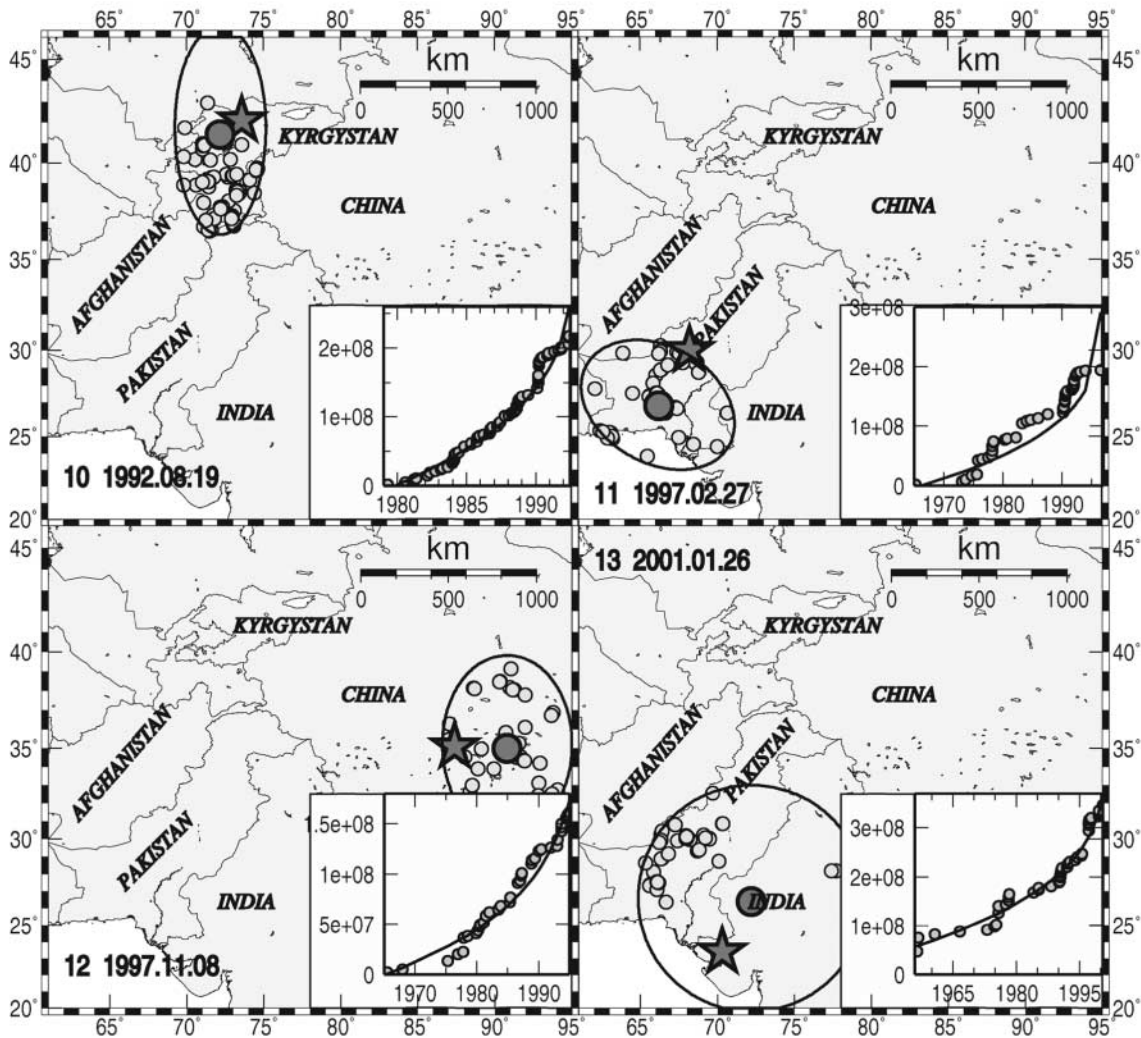 65° 70° 75° 80° 85° 90° 95° 65° 70° 75° 80° 85° 90° 95°
km km
45° 45°
0 500 1000 0 500 1000
KYRGYSTAN KYRGYSTAN
40° 40°
CHINA CHINA
AFGHANISTAN AFGHANISTAN
35° 35°
PAKISTAN PAKISTAN
3e+08
30° 2e+08 2e+08 30°
INDIA INDIA
1e+08 1e+08
25° 25°
10 1992.08.19 0 11 1997.02.27 0
1980 1985 1990 1970 1980 1990
20° 20°
45° km 13 2001.01.26 km 45°
0 500 1000 0 500 1000
KYRGYSTAN KYRGYSTAN
40° 40°
CHINA CHINA
AFGHANISTAN AFGHANISTAN
35° 35°
PAKISTAN PAKISTAN
1.5e+08 3e+08
30° 30°
1e+08 2e+08
INDIA INDIA
5e+07 1e+08
25° 25°
12 1997.11.08 0 0
1970 1980 1990 1965 1980 1995
20° 20°
65° 70° 75° 80° 85° 90° 95° 65° 70° 75° 80° 85° 90° 95°